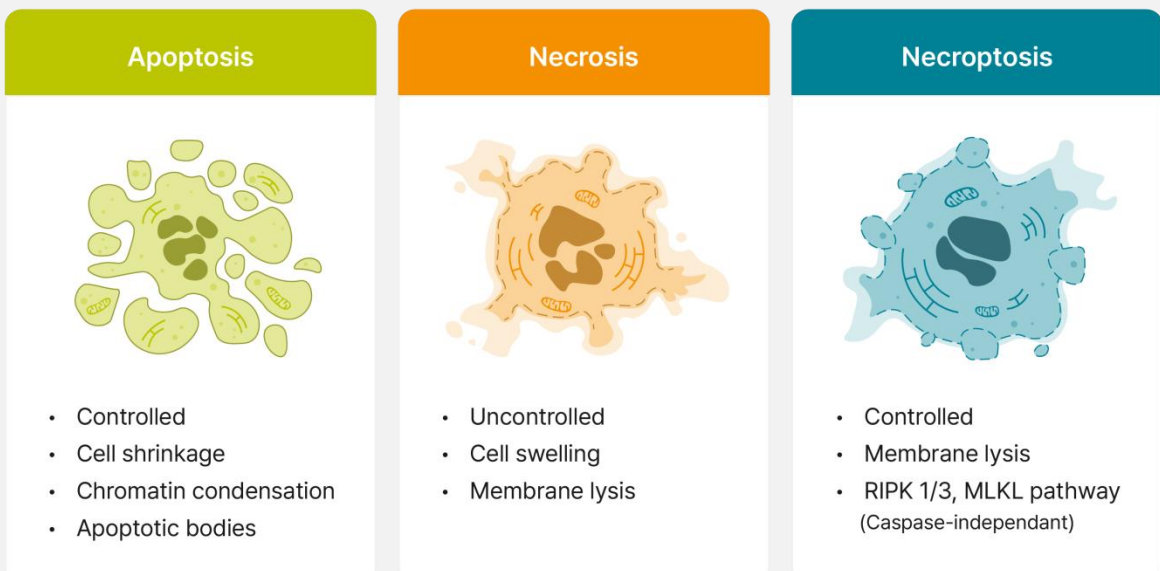 Apoptosis
• Controlled
• Cell shrinkage
• Chromatin condensation
• Apoptotic bodies
Necrosis
• Uncontrolled
• Cell swelling
• Membrane lysis
Necroptosis
• Controlled
• Membrane lysis
• RIPK 1/3, MLKL pathway
(Caspase-independant)